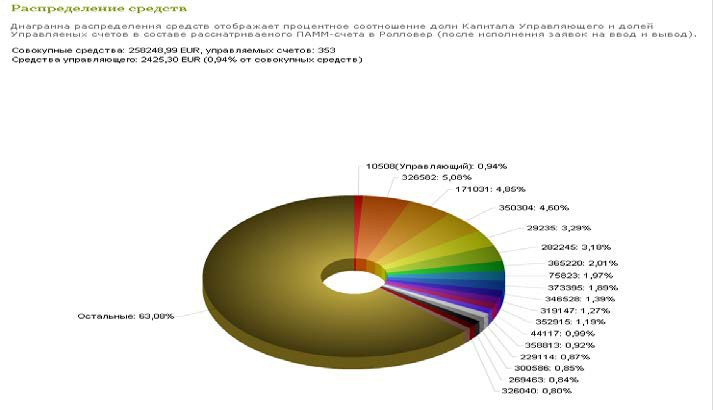 Распределение средств
Диаграмма распределения средств отображает процентное соотношение доли Капитала Управляющего и долей
Управляемых счетов в составе рассматриваемого ПАММ-счета в Ролловер (после исполнения заявок на ввод и вывод).
Совокупные средства: 258248,99 EUR, управляемых счетов: 353
Средства управляющего: 2425,30 EUR (0,94% от совокупных средств)
10508(Управляющий): 0,94%
326582: 5,08%
171031: 4,85%
350304: 4,60%
29235: 3,29%
282245: 3,18%
365220: 2,01%
75823: 1,97%
373395: 1,89%
346528: 1,39%
319147: 1,27%
352915: 1,19%
44117: 0,99%
358813: 0,92%
229114: 0,87%
300586: 0,85%
269463: 0,84%
326040: 0,80%
Остальные: 63,08%